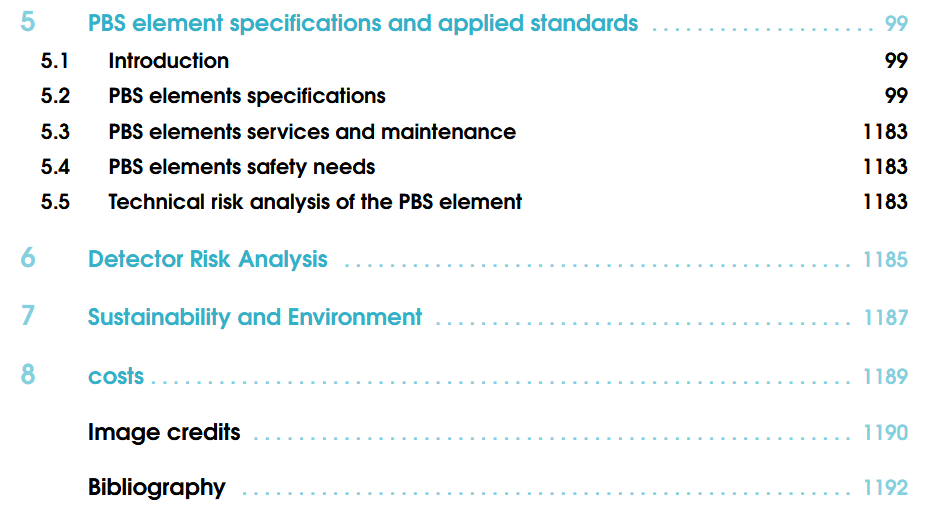 5 PBS element specifications and applied standards . . . . . . . . . . . . . . . . . . . . 99
5.1 Introduction 99
5.2 PBS elements specifications 99
5.3 PBS elements services and maintenance 1183
5.4 PBS elements safety needs 1183
5.5 Technical risk analysis of the PBS element 1183
6 Detector Risk Analysis . . . . . . . . . . . . . . . . . . . . . . . . . . . . . . . . . . . . . . . . . . . . . 1185
7 Sustainability and Environment . . . . . . . . . . . . . . . . . . . . . . . . . . . . . . . . . . . . . 1187
8 costs . . . . . . . . . . . . . . . . . . . . . . . . . . . . . . . . . . . . . . . . . . . . . . . . . . . . . . . . . . . . . . 1189
Image credits . . . . . . . . . . . . . . . . . . . . . . . . . . . . . . . . . . . . . . . . . . . . . . . . . . . . . 1190
Bibliography . . . . . . . . . . . . . . . . . . . . . . . . . . . . . . . . . . . . . . . . . . . . . . . . . . . . . . 1192